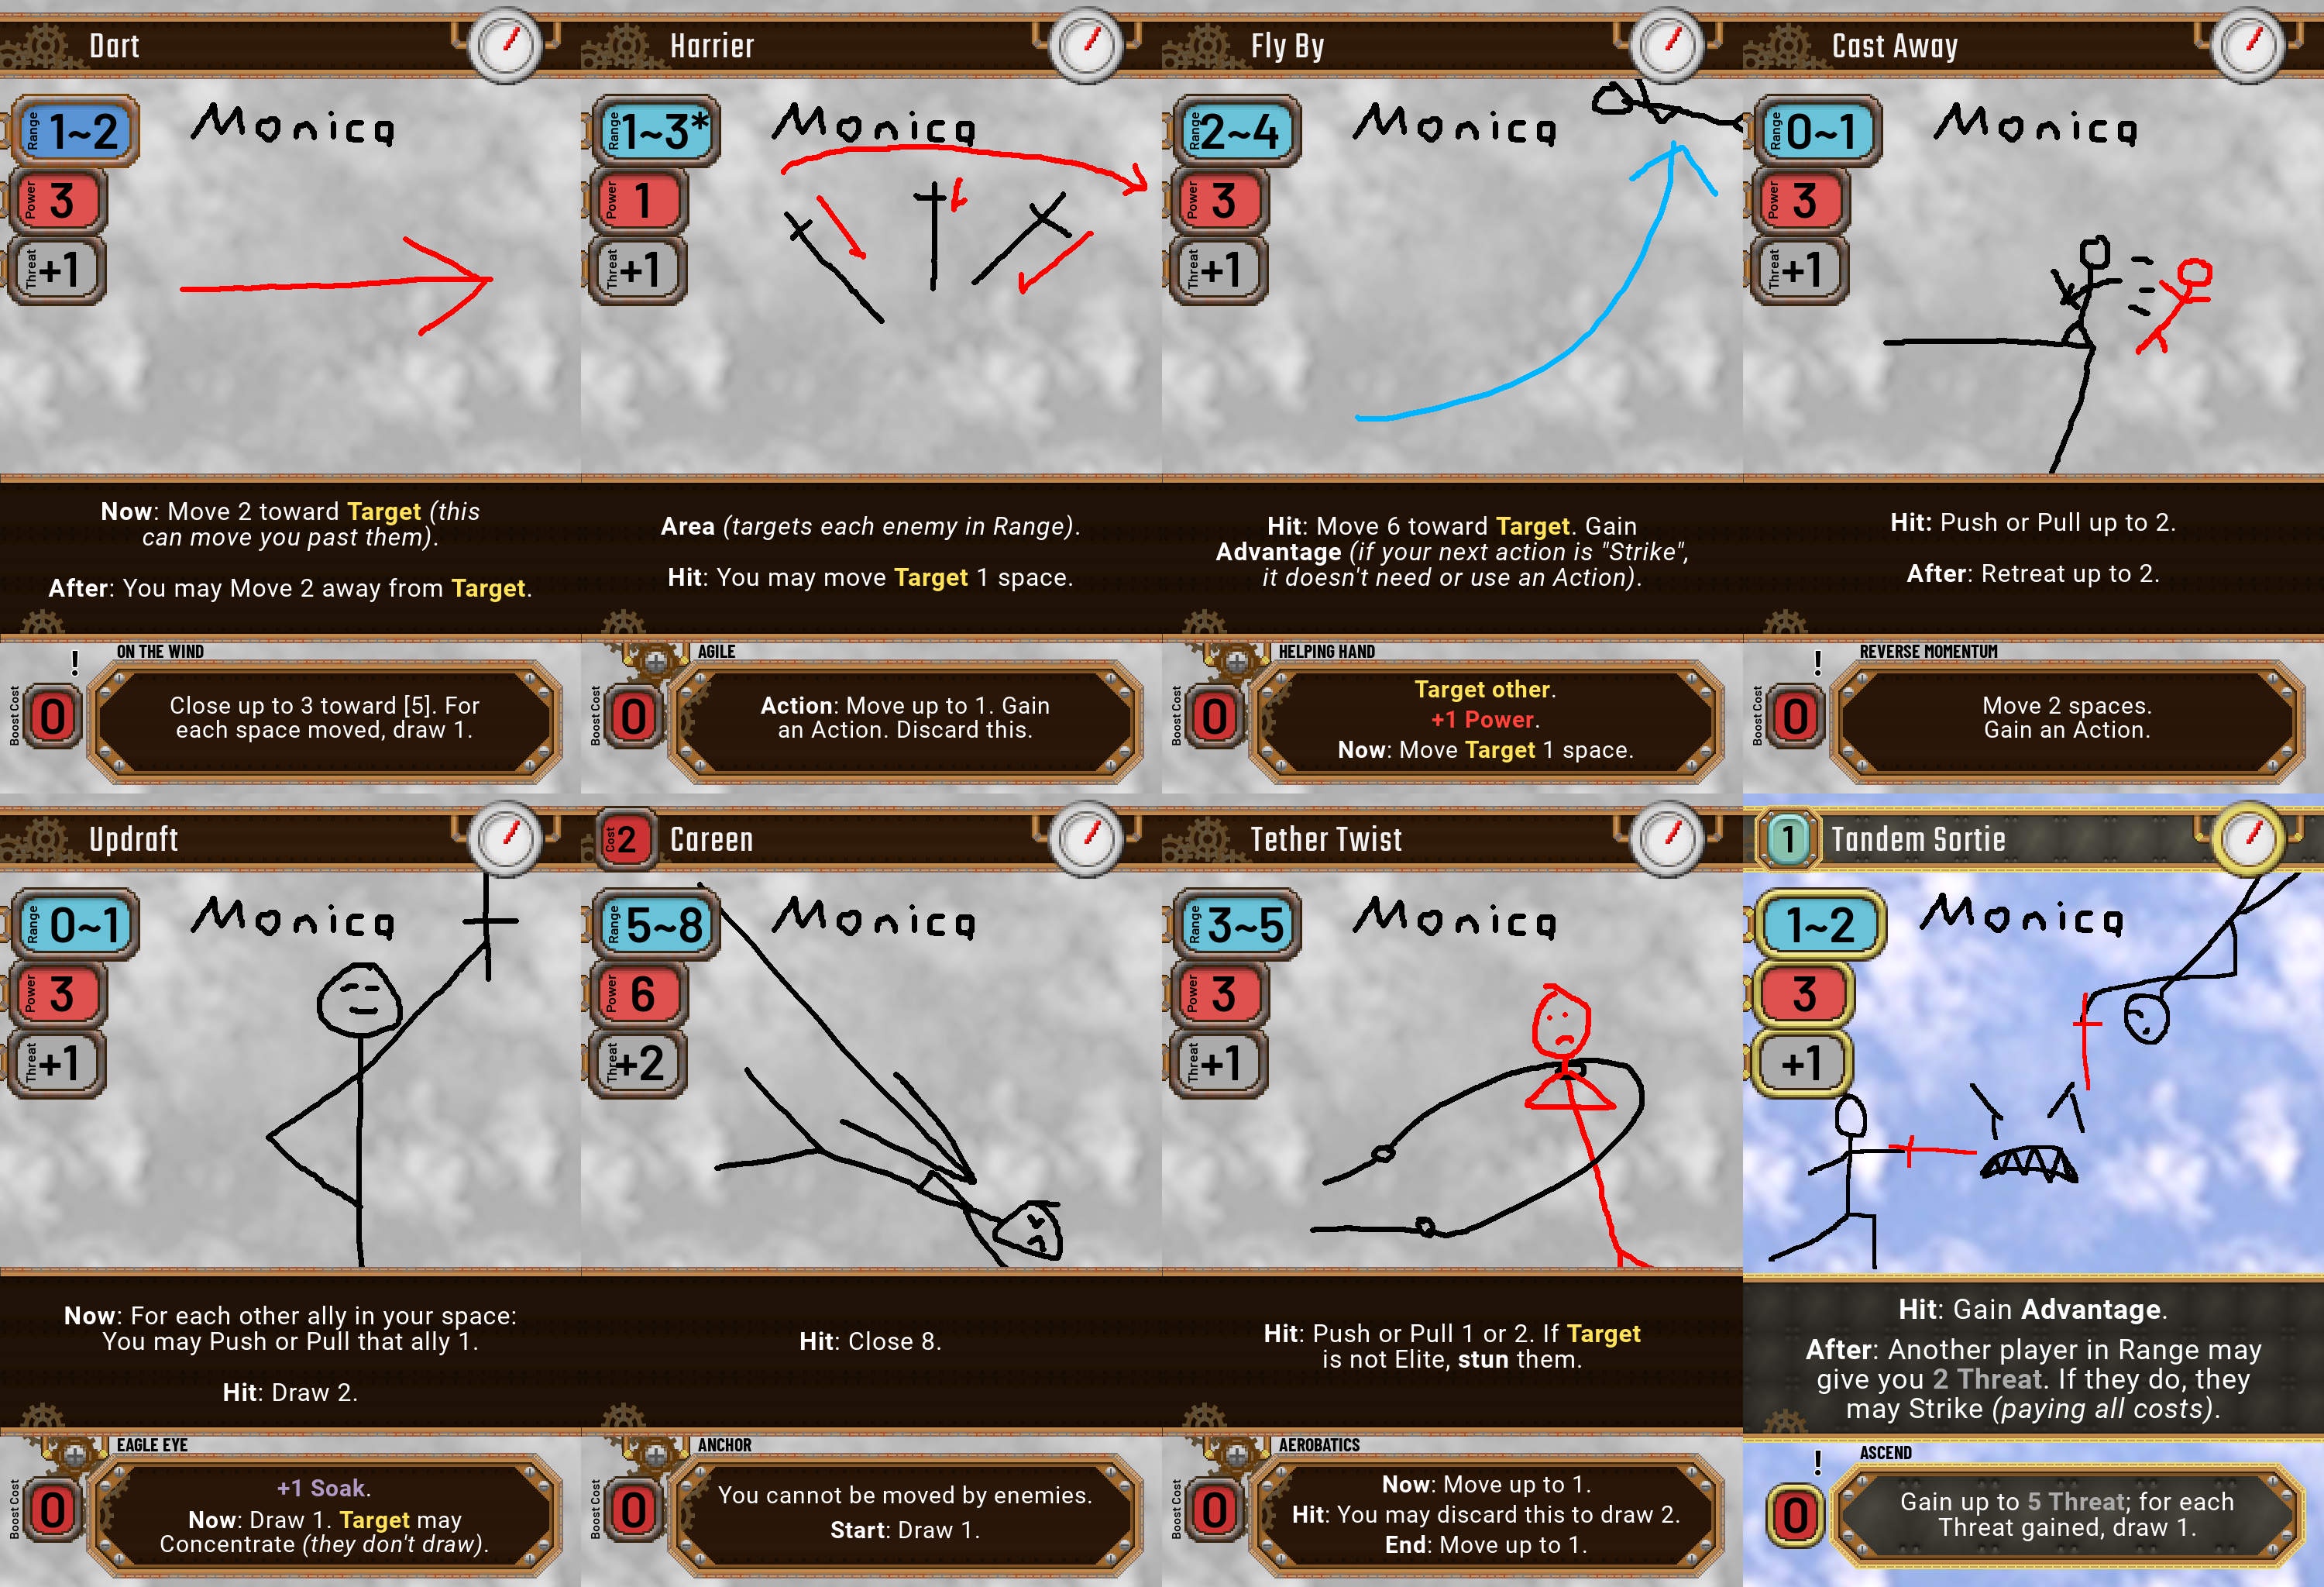 Dart
Monica
Range 1~2
Power 3
Threat +1
Now: Move 2 toward Target (this
can move you past them).
After: You may Move 2 away from Target.
!
ON THE WIND
Boost Cost 0
Close up to 3 toward [5]. For
each space moved, draw 1.
Harrier
Monica
Range 1~3*
Power 1
Threat +1
Area (targets each enemy in Range).
Hit: You may move Target 1 space.
AGILE
Boost Cost 0
Action: Move up to 1. Gain
an Action. Discard this.
Fly By
Monica
Range 2~4
Power 3
Threat +1
Hit: Move 6 toward Target. Gain
Advantage (if your next action is "Strike",
it doesn't need or use an Action).
HELPING HAND
Boost Cost 0
Target other.
+1 Power.
Now: Move Target 1 space.
Cast Away
Monica
Range 0~1
Power 3
Threat +1
Hit: Push or Pull up to 2.
After: Retreat up to 2.
!
REVERSE MOMENTUM
Boost Cost 0
Move 2 spaces.
Gain an Action.
Updraft
Monica
Range 0~1
Power 3
Threat +1
Now: For each other ally in your space:
You may Push or Pull that ally 1.
Hit: Draw 2.
EAGLE EYE
Boost Cost 0
+1 Soak.
Now: Draw 1. Target may
Concentrate (they don't draw).
Cost 2
Careen
Monica
Range 5~8
Power 6
Threat +2
Hit: Close 8.
ANCHOR
Boost Cost 0
You cannot be moved by enemies.
Start: Draw 1.
Tether Twist
Monica
Range 3~5
Power 3
Threat +1
Hit: Push or Pull 1 or 2. If Target
is not Elite, stun them.
AEROBATICS
Boost Cost 0
Now: Move up to 1.
Hit: You may discard this to draw 2.
End: Move up to 1.
1
Tandem Sortie
Monica
1~2
3
+1
Hit: Gain Advantage.
After: Another player in Range may
give you 2 Threat. If they do, they
may Strike (paying all costs).
!
ASCEND
0
Gain up to 5 Threat; for each
Threat gained, draw 1.